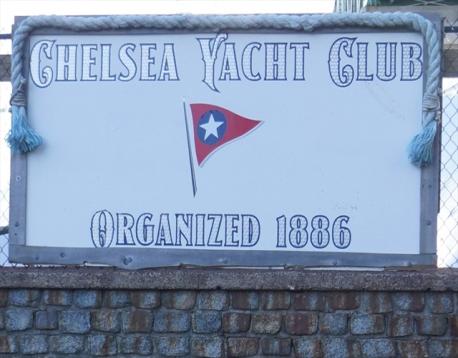 Chelsea Yacht Club
Organized 1886